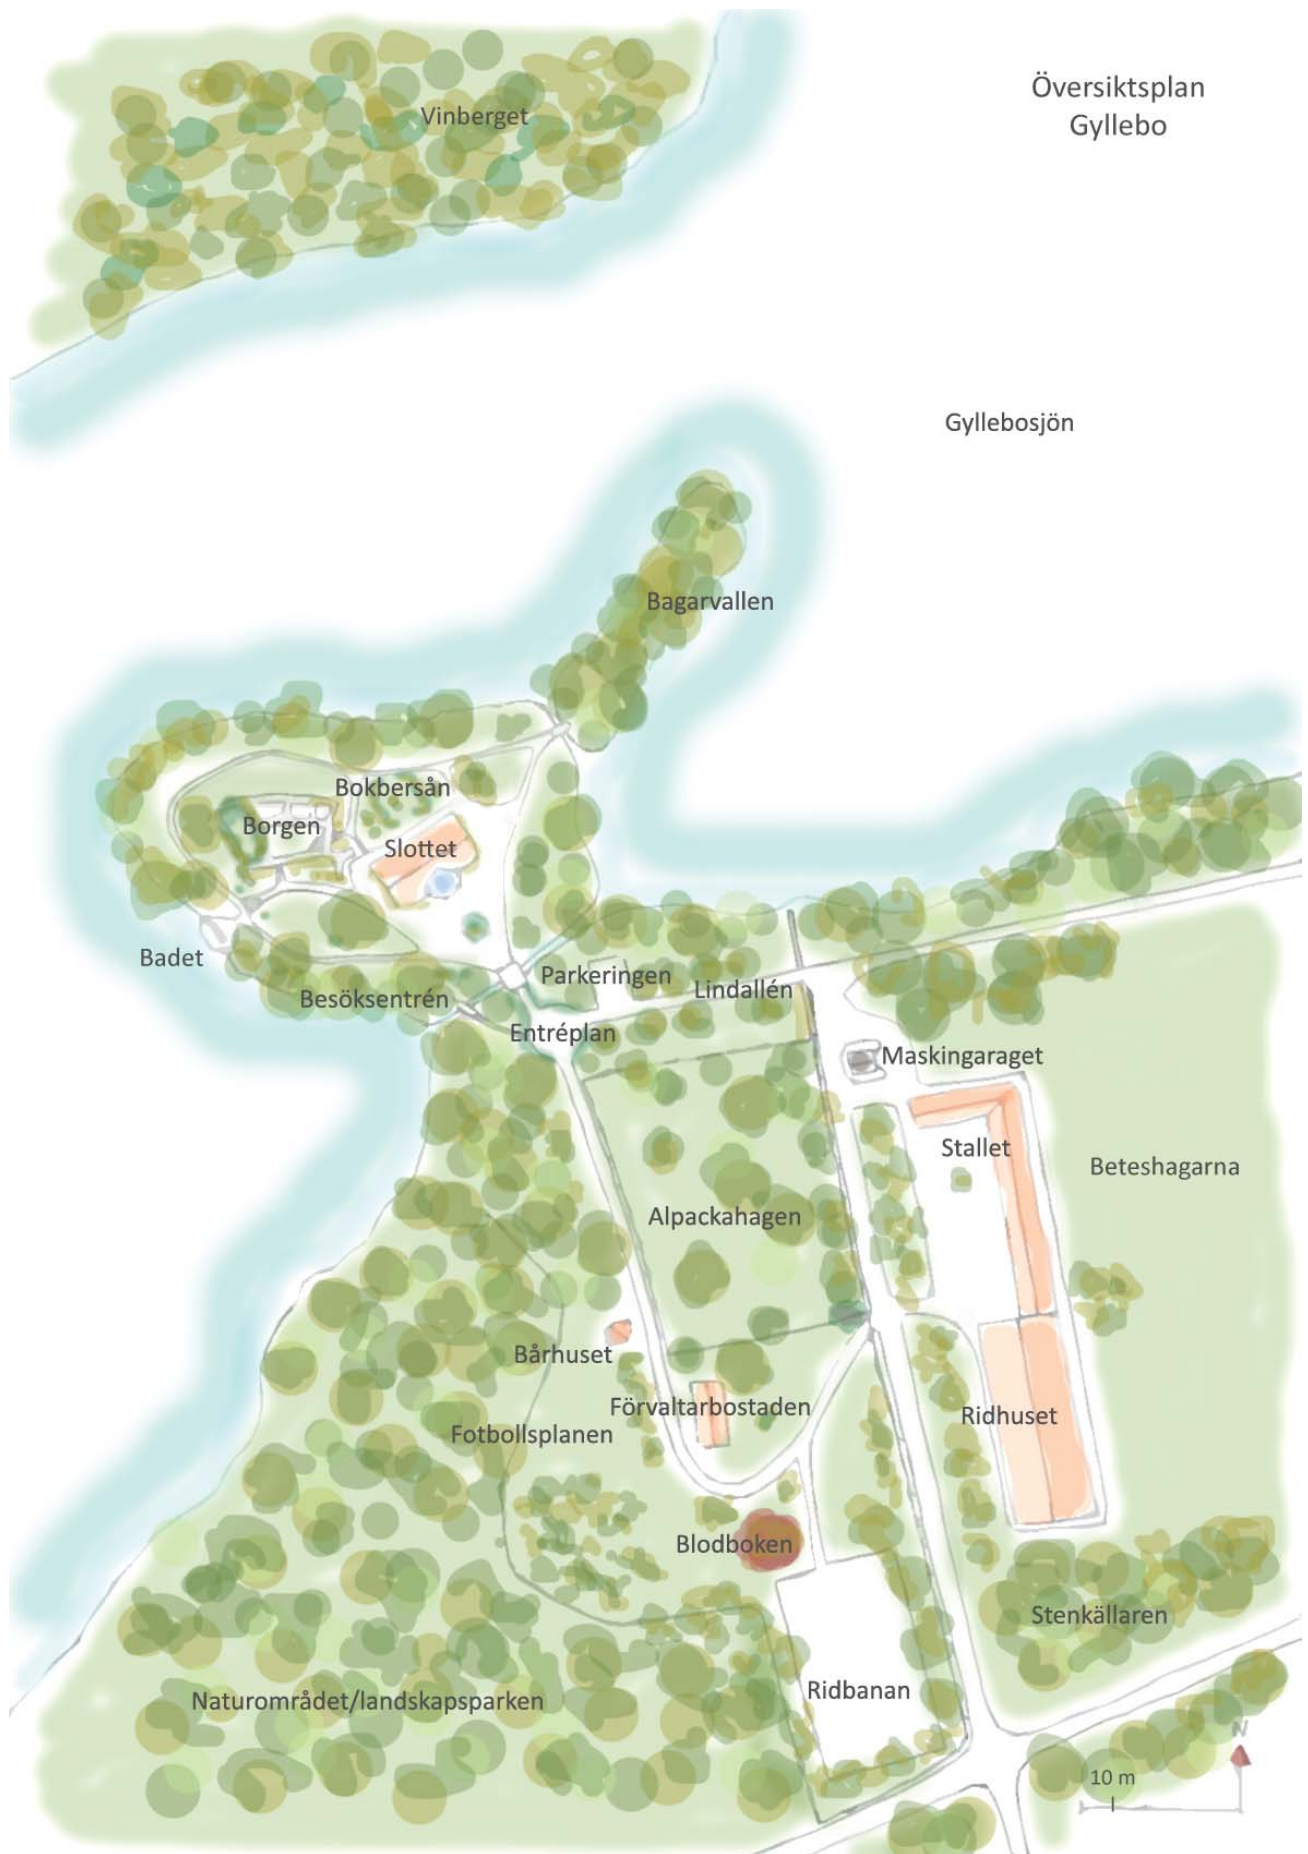 Översiktsplan
Gyllebo
Vinberget
Gyllebosjön
Bagarvallen
Bokbersån
Borgen
Slottet
Badet
Parkeringen
Lindallén
Besöksentrén
Entréplan
Maskingaraget
Stallet
Beteshagarna
Alpackahagen
Bårhuset
Förvaltarbostaden
Ridhuset
Fotbollsplanen
Blodboken
Stenkällaren
Ridbanan
Naturområdet/landskapsparken
N
10 m